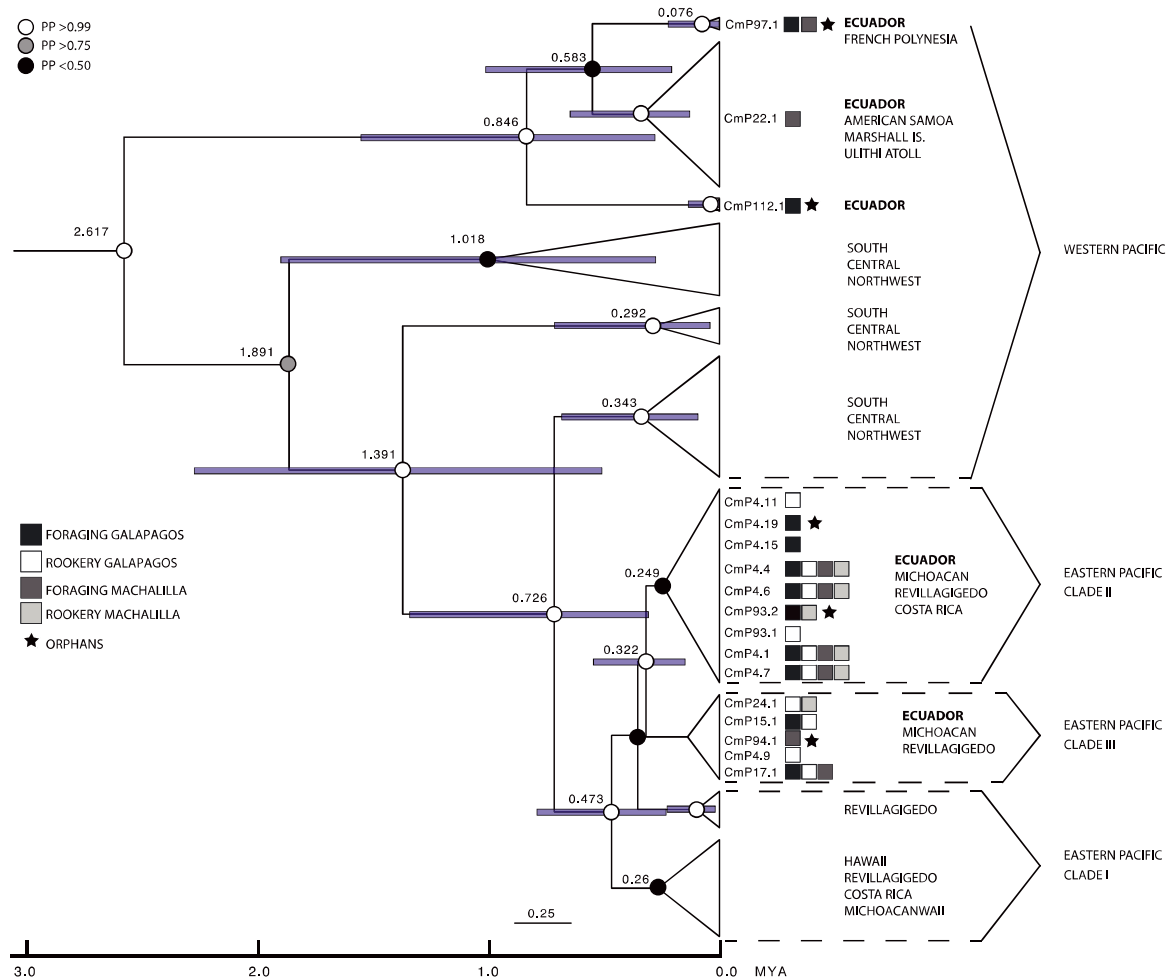 PP >0.99
PP >0.75
PP <0.50
0.076
CmP97.1
ECUADOR
FRENCH POLYNESIA
0.583
CmP22.1
ECUADOR
AMERICAN SAMOA
MARSHALL IS.
ULITHI ATOLL
0.846
CmP112.1
ECUADOR
2.617
1.018
SOUTH
CENTRAL
NORTHWEST
WESTERN PACIFIC
0.292
SOUTH
CENTRAL
NORTHWEST
1.891
0.343
SOUTH
CENTRAL
NORTHWEST
1.391
FORAGING GALAPAGOS
ROOKERY GALAPAGOS
FORAGING MACHALILLA
ROOKERY MACHALILLA
ORPHANS
CmP4.11
CmP4.19
CmP4.15
CmP4.4
CmP4.6
CmP93.2
CmP93.1
CmP4.1
CmP4.7
0.249
ECUADOR
MICHOACAN
REVILLAGIGEDO
COSTA RICA
EASTERN PACIFIC
CLADE II
0.726
0.322
CmP24.1
CmP15.1
CmP94.1
CmP4.9
CmP17.1
ECUADOR
MICHOACAN
REVILLAGIGEDO
EASTERN PACIFIC
CLADE III
0.473
REVILLAGIGEDO
0.26
HAWAII
REVILLAGIGEDO
COSTA RICA
MICHOACANWAII
EASTERN PACIFIC
CLADE I
0.25
3.0 2.0 1.0 0.0 MYA